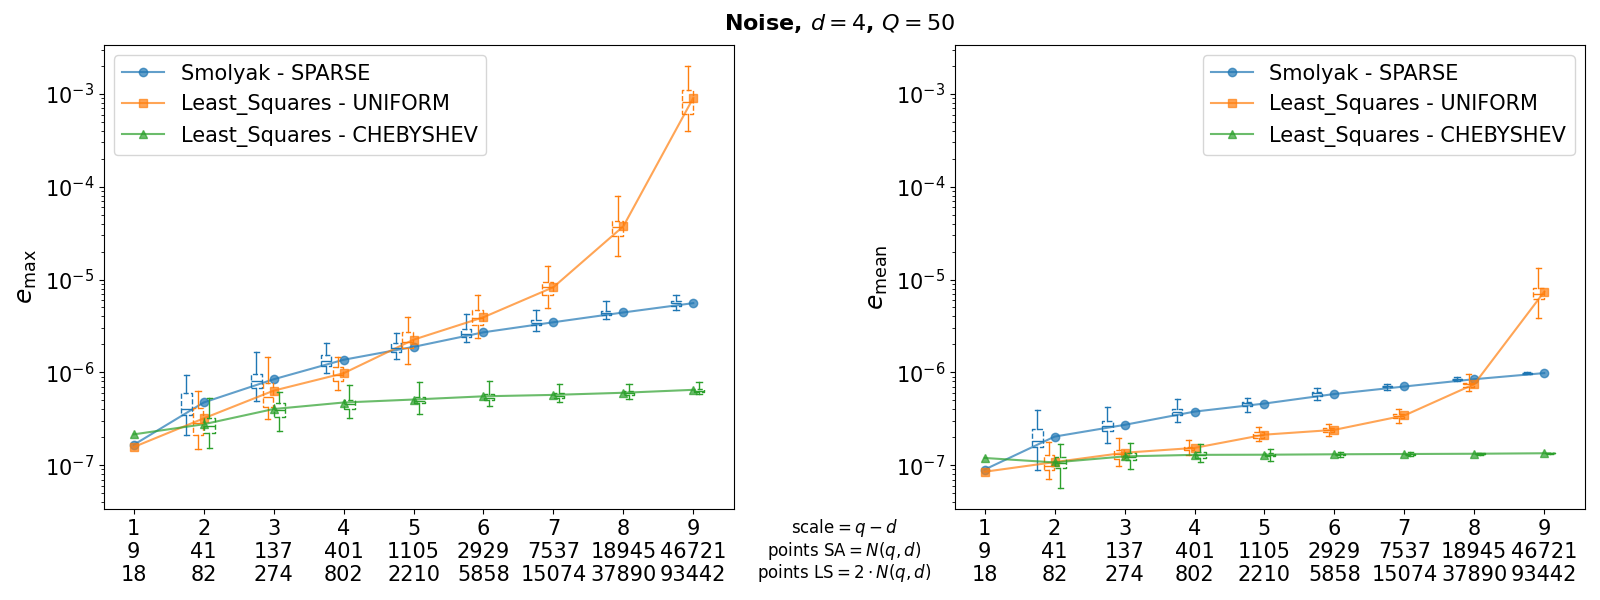 Noise, d = 4, Q = 50
Smolyak - SPARSE
Least_Squares - UNIFORM
Least_Squares - CHEBYSHEV
10⁻³
10⁻⁴
10⁻⁵
10⁻⁶
10⁻⁷
e_max
1 2 3 4 5 6 7 8 9
9 41 137 401 1105 2929 7537 18945 46721
18 82 274 802 2210 5858 15074 37890 93442
scale = q − d
points SA = N(q, d)
points LS = 2 · N(q, d)
Smolyak - SPARSE
Least_Squares - UNIFORM
Least_Squares - CHEBYSHEV
10⁻³
10⁻⁴
10⁻⁵
10⁻⁶
10⁻⁷
e_mean
1 2 3 4 5 6 7 8 9
9 41 137 401 1105 2929 7537 18945 46721
18 82 274 802 2210 5858 15074 37890 93442